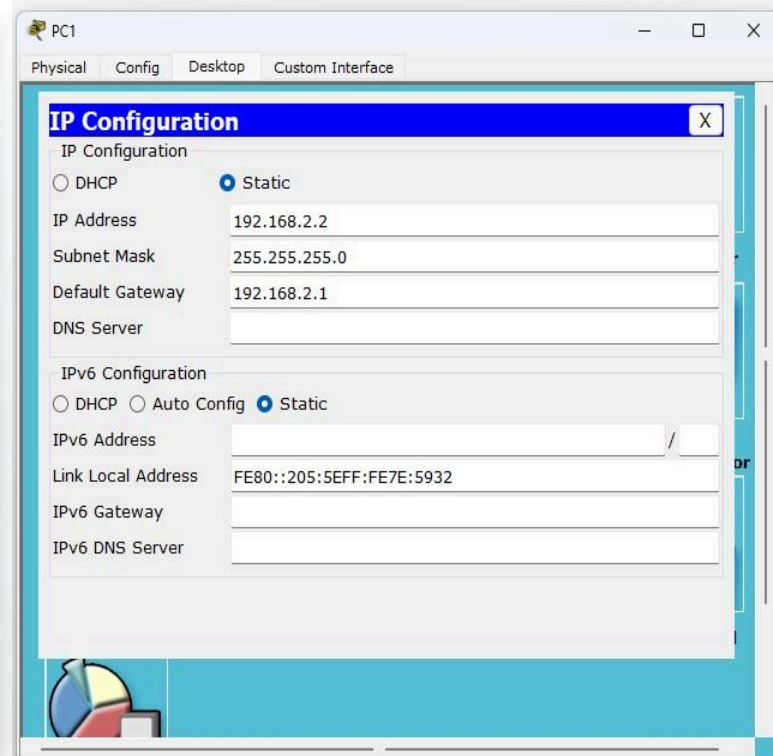 PC1
Physical Config Desktop Custom Interface
IP Configuration
X
IP Configuration
DHCP Static
IP Address 192.168.2.2
Subnet Mask 255.255.255.0
Default Gateway 192.168.2.1
DNS Server
IPv6 Configuration
DHCP Auto Config Static
IPv6 Address /
Link Local Address FE80::205:5EFF:FE7E:5932
IPv6 Gateway
IPv6 DNS Server
or